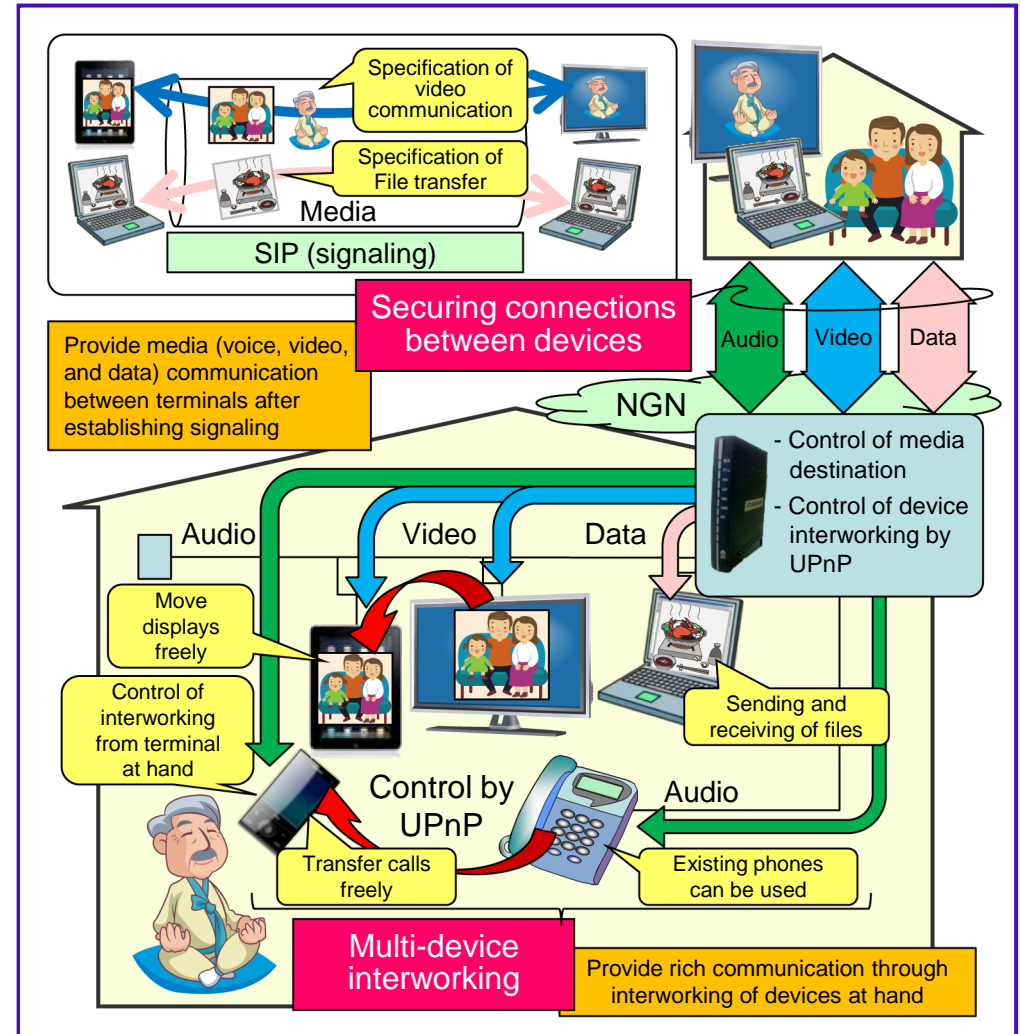 Specification of
video
communication
Specification of
File transfer
Media
SIP (signaling)
Securing connections
between devices
Audio
Video
Data
Provide media (voice, video,
and data) communication
between terminals after
establishing signaling
NGN
- Control of media
destination
- Control of device
interworking by
UPnP
Audio
Video
Data
Move
displays
freely
Control of
interworking
from terminal
at hand
Sending and
receiving of files
Control by
UPnP
Audio
Transfer calls
freely
Existing phones
can be used
Multi-device
interworking
Provide rich communication through
interworking of devices at hand